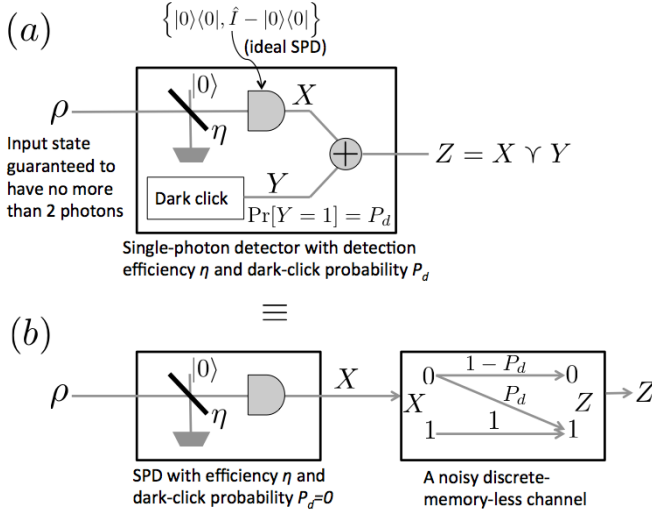 (a)
{|0⟩⟨0|, Î − |0⟩⟨0|}
(ideal SPD)
|0⟩
X
ρ
η
Z = X ⋎ Y
Input state
guaranteed to
have no more
than 2 photons
+
Y
Dark click
Pr[Y = 1] = P_d
Single-photon detector with detection
efficiency η and dark-click probability P_d
≡
(b)
|0⟩
X
ρ
η
1 − P_d
0
0
P_d
X
Z
Z
1
1
1
SPD with efficiency η and
dark-click probability P_d=0
A noisy discrete-
memory-less channel